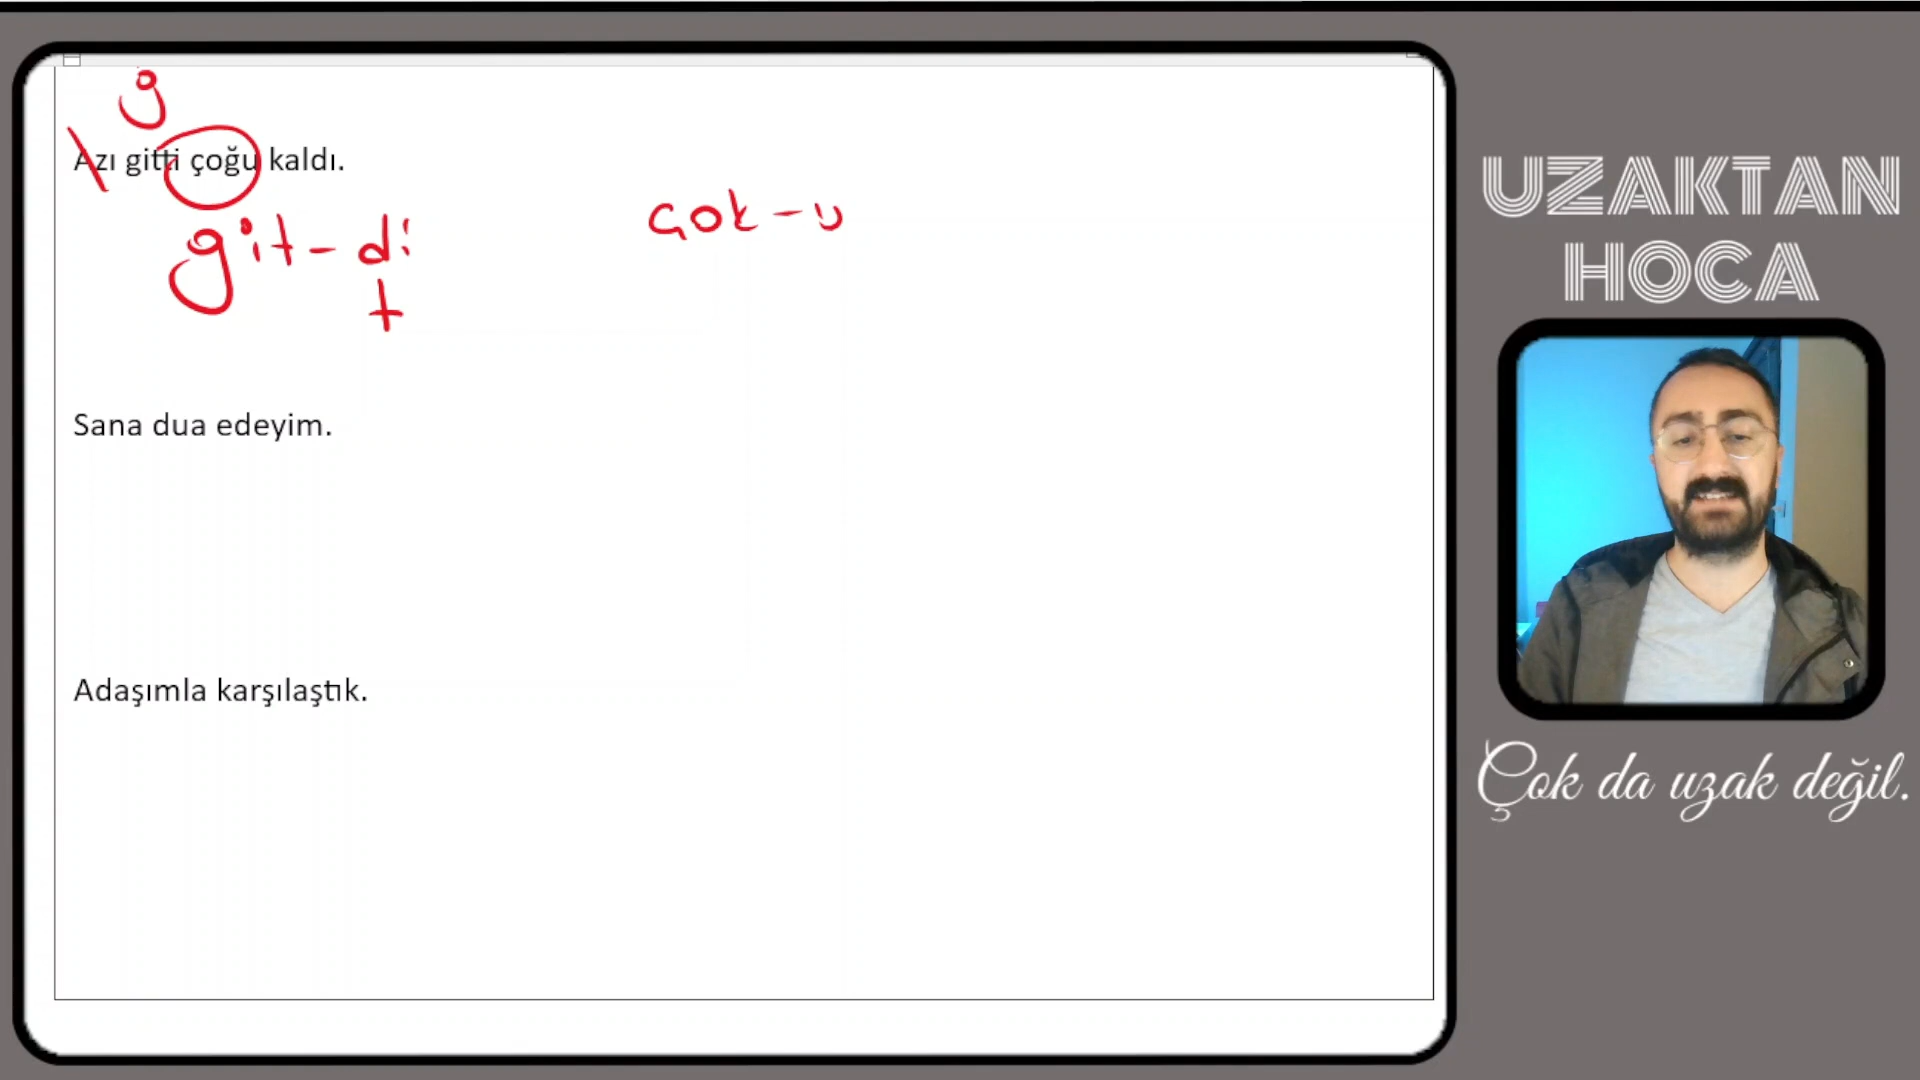 g
Azı gitti çoğu kaldı.
git - di
t
çok - u
Sana dua edeyim.
Adaşımla karşılaştık.
UZAKTAN
HOCA
Çok da uzak değil.